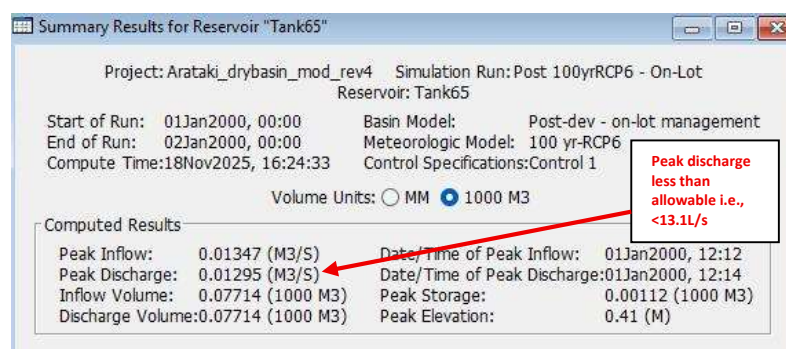 Summary Results for Reservoir "Tank65"
Project: Arataki_drybasin_mod_rev4 Simulation Run: Post 100yrRCP6 - On-Lot
Reservoir: Tank65
Start of Run: 01Jan2000, 00:00 Basin Model: Post-dev - on-lot management
End of Run: 02Jan2000, 00:00 Meteorologic Model: 100 yr-RCP6
Compute Time:18Nov2025, 16:24:33 Control Specifications:Control 1
Peak discharge
less than
allowable i.e.,
<13.1L/s
Volume Units: MM 1000 M3
Computed Results
Peak Inflow: 0.01347 (M3/S) Date/Time of Peak Inflow: 01Jan2000, 12:12
Peak Discharge: 0.01295 (M3/S) Date/Time of Peak Discharge:01Jan2000, 12:14
Inflow Volume: 0.07714 (1000 M3) Peak Storage: 0.00112 (1000 M3)
Discharge Volume:0.07714 (1000 M3) Peak Elevation: 0.41 (M)